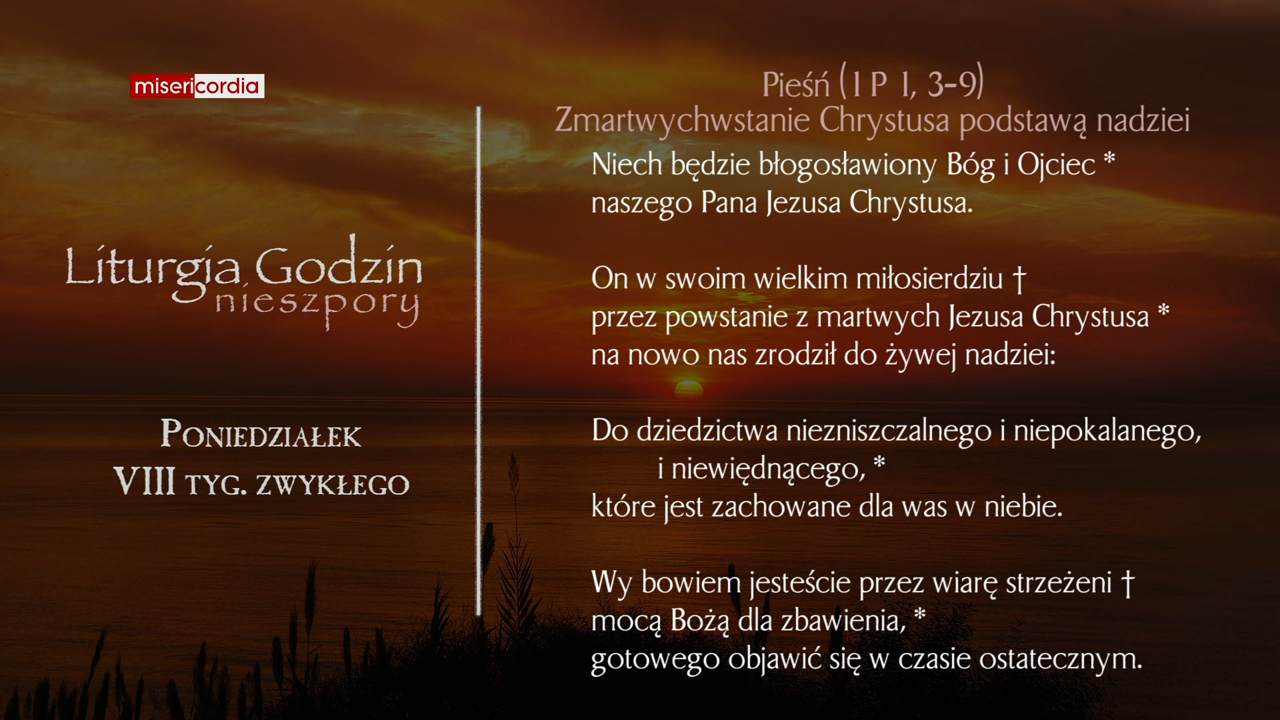 misericordia
Liturgia Godzin
nieszpory
Poniedziałek
VIII tyg. zwykłego
Pieśń (1 P 1, 3-9)
Zmartwychwstanie Chrystusa podstawą nadziei
Niech będzie błogosławiony Bóg i Ojciec *
naszego Pana Jezusa Chrystusa.
On w swoim wielkim miłosierdziu †
przez powstanie z martwych Jezusa Chrystusa *
na nowo nas zrodził do żywej nadziei:
Do dziedzictwa niezniszczalnego i niepokalanego,
i niewiędnącego, *
które jest zachowane dla was w niebie.
Wy bowiem jesteście przez wiarę strzeżeni †
mocą Bożą dla zbawienia, *
gotowego objawić się w czasie ostatecznym.